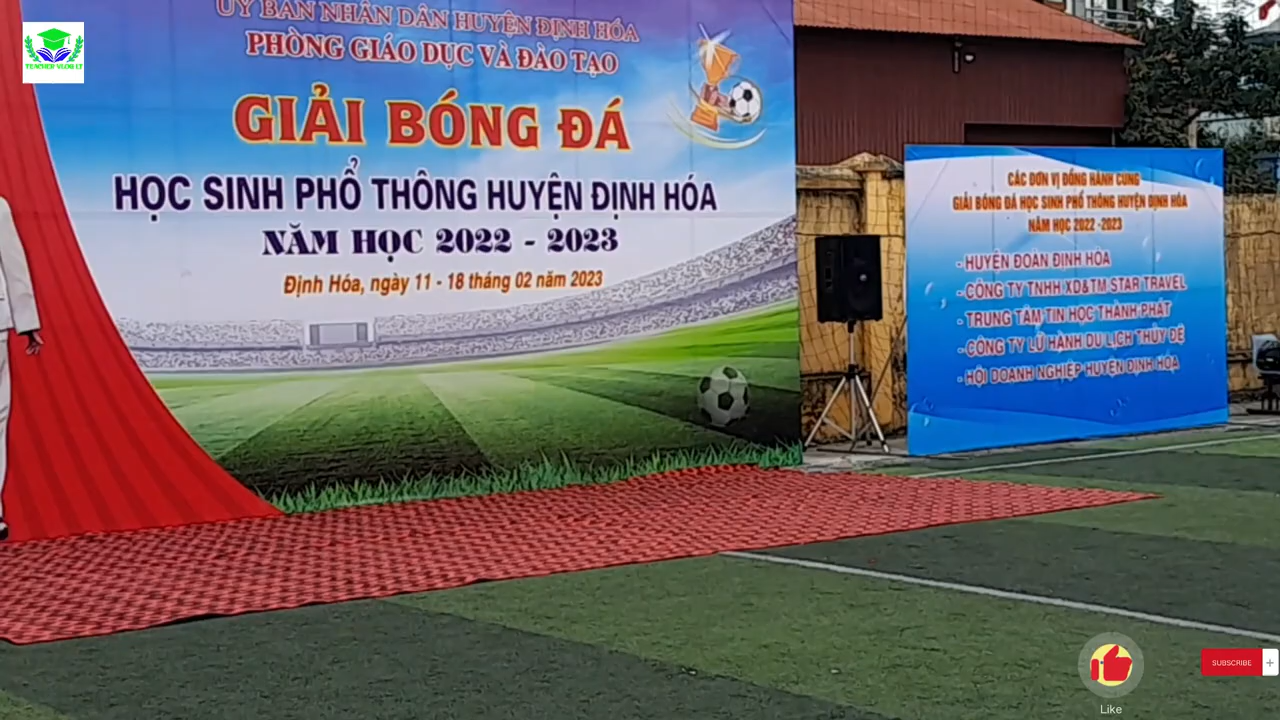 TEACHER VLOG LT
ỦY BAN NHÂN DÂN HUYỆN ĐỊNH HÓA
PHÒNG GIÁO DỤC VÀ ĐÀO TẠO
GIẢI BÓNG ĐÁ
HỌC SINH PHỔ THÔNG HUYỆN ĐỊNH HÓA
NĂM HỌC 2022 - 2023
Định Hóa, ngày 11 - 18 tháng 02 năm 2023
CÁC ĐƠN VỊ ĐỒNG HÀNH CÙNG
GIẢI BÓNG ĐÁ HỌC SINH PHỔ THÔNG HUYỆN ĐỊNH HÓA
NĂM HỌC 2022 -2023
- HUYỆN ĐOÀN ĐỊNH HÓA
- CÔNG TY TNHH XD&TM STAR TRAVEL
- TRUNG TÂM TIN HỌC THÀNH PHÁT
- CÔNG TY LỮ HÀNH DU LỊCH THỦY ĐỆ
- HỘI DOANH NGHIỆP HUYỆN ĐỊNH HÓA
Like
SUBSCRIBE +